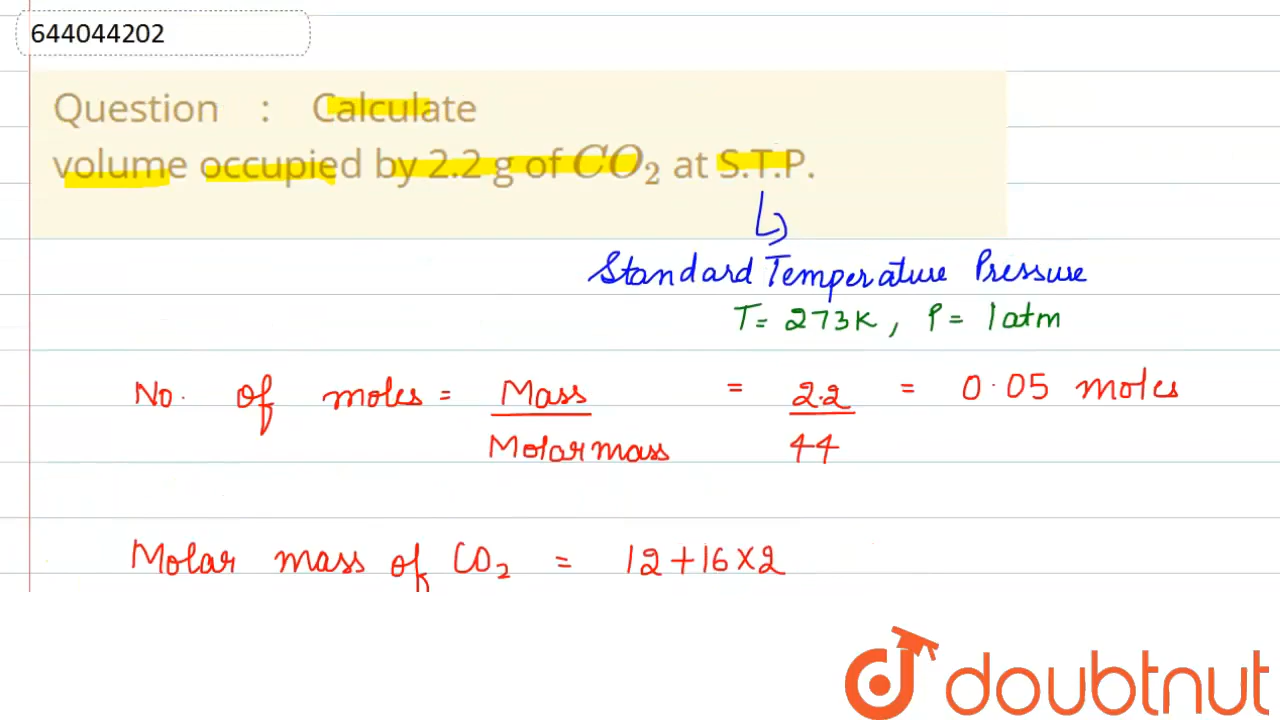 644044202
Question : Calculate
volume occupied by 2.2 g of CO₂ at S.T.P.
Standard Temperature Pressure
T= 273K, P= 1atm
No. of moles = Mass = 2.2 = 0.05 moles
Molar mass 44
Molar mass of CO₂ = 12+16×2
doubtnut